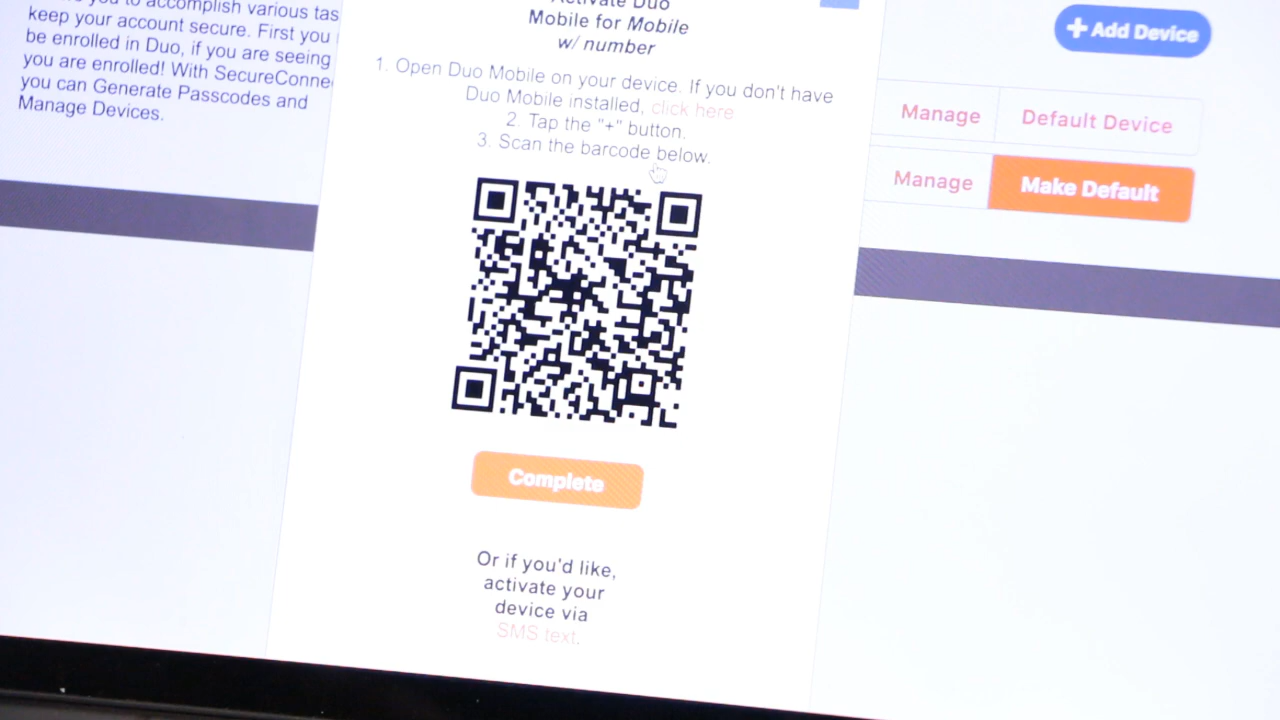 you to accomplish various tas
keep your account secure. First you
be enrolled in Duo, if you are seeing
you are enrolled! With SecureConne
you can Generate Passcodes and
Manage Devices.
Activate Duo
Mobile for Mobile
w/ number
1. Open Duo Mobile on your device. If you don't have
Duo Mobile installed, click here
2. Tap the "+" button.
3. Scan the barcode below.
Complete
Or if you'd like,
activate your
device via
SMS text.
+ Add Device
Manage
Default Device
Manage
Make Default